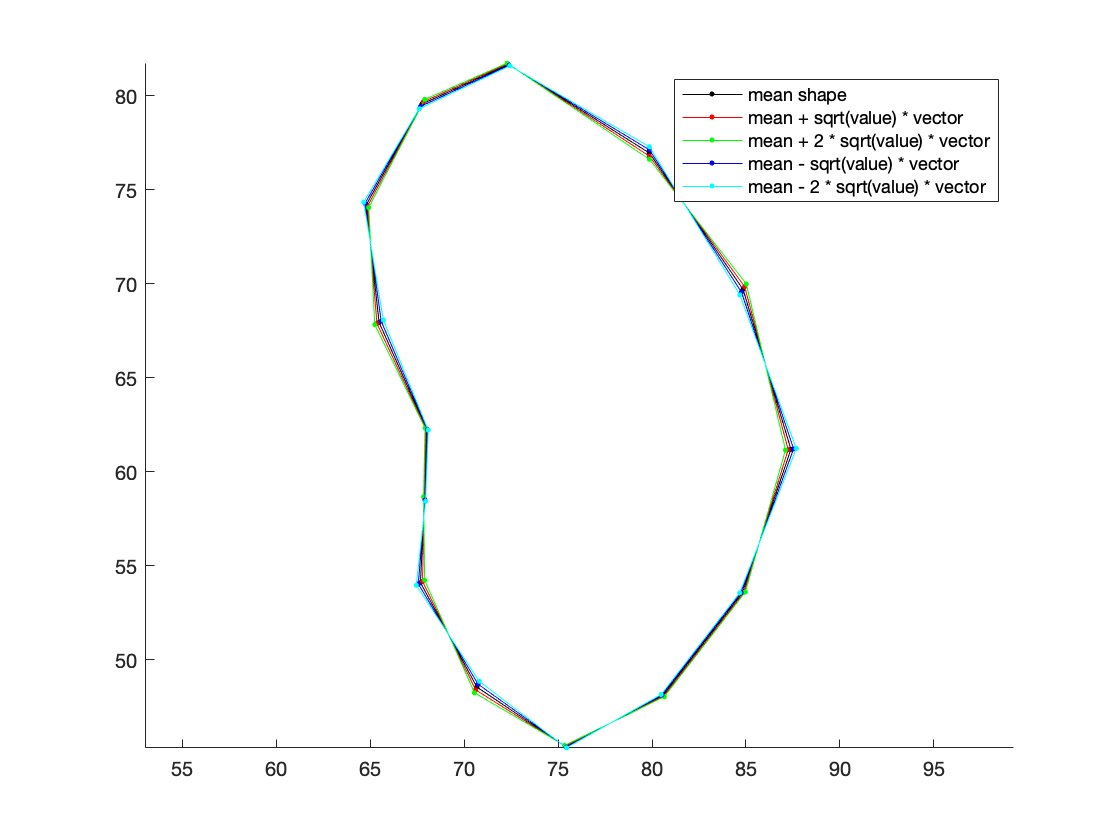 80
75
70
65
60
55
50
mean shape
mean + sqrt(value) * vector
mean + 2 * sqrt(value) * vector
mean - sqrt(value) * vector
mean - 2 * sqrt(value) * vector
55 60 65 70 75 80 85 90 95